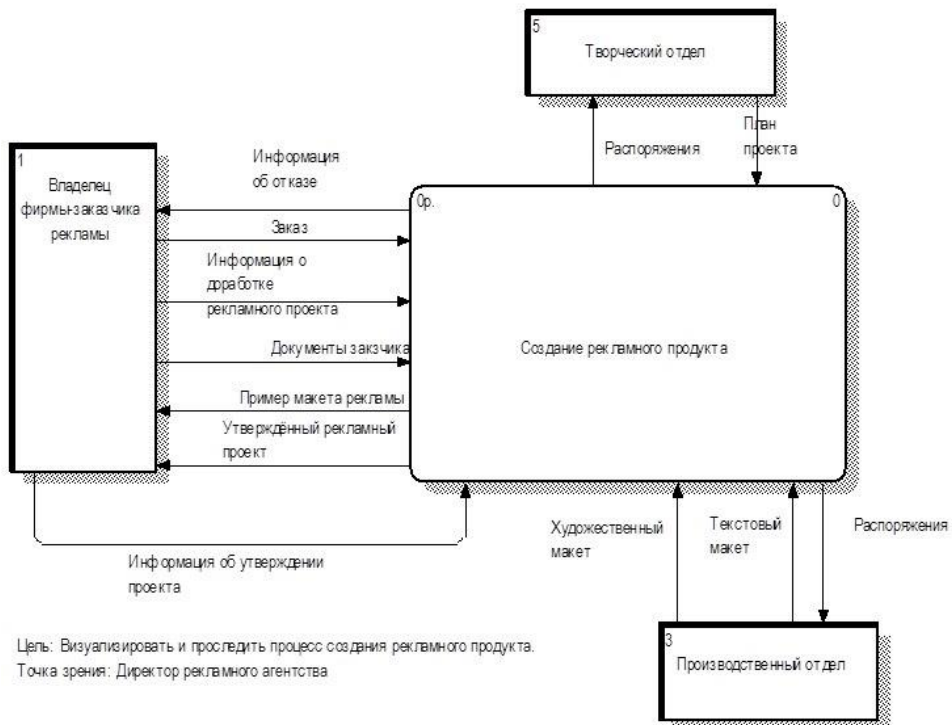 5
Творческий отдел
План
проекта
Распоряжения
1
Владелец
фирмы-заказчика
рекламы
Информация
об отказе
0р.
0
Заказ
Информация о
доработке
рекламного проекта
Документы закзчика
Создание рекламного продукта
Пример макета рекламы
Утверждённый рекламный
проект
Художественный
макет
Текстовый
макет
Распоряжения
Информация об утверждении
проекта
Цель: Визуализировать и проследить процесс создания рекламного продукта.
Точка зрения: Директор рекламного агентства
3
Производственный отдел